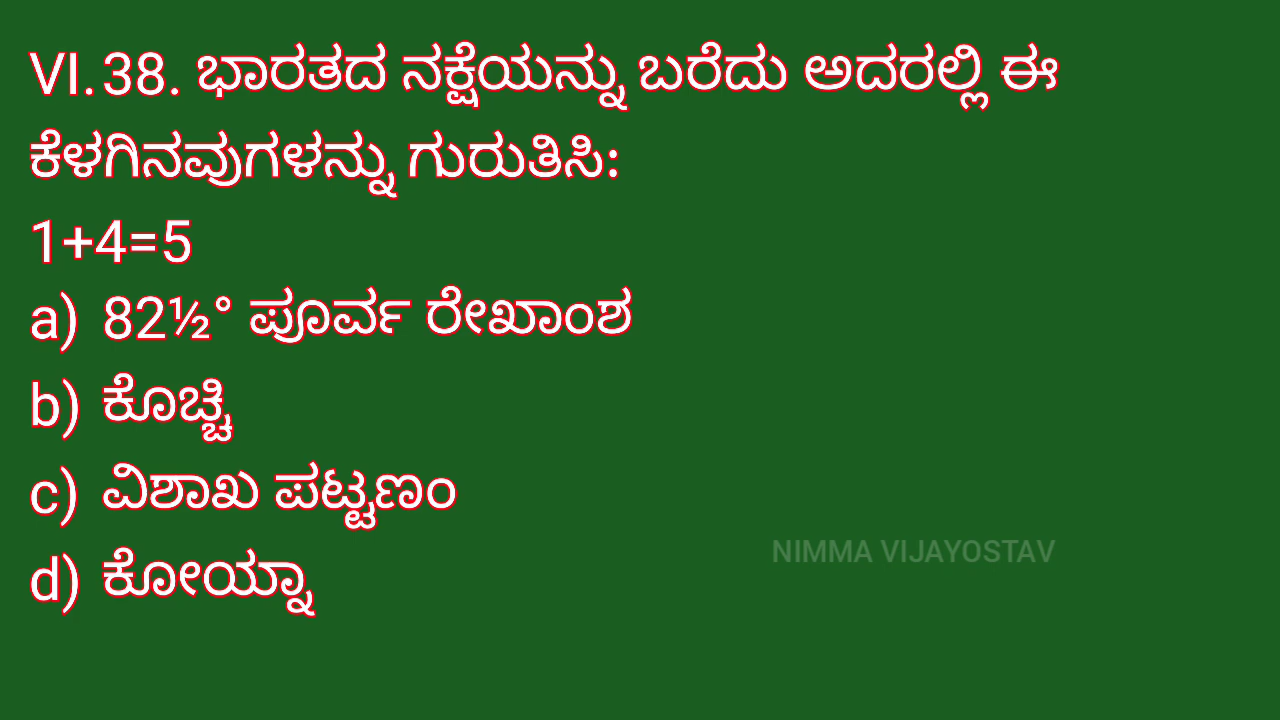 VI.38. ಭಾರತದ ನಕ್ಷೆಯನ್ನು ಬರೆದು ಅದರಲ್ಲಿ ಈ
ಕೆಳಗಿನವುಗಳನ್ನು ಗುರುತಿಸಿ:
1+4=5
a) 82½° ಪೂರ್ವ ರೇಖಾಂಶ
b) ಕೊಚ್ಚಿ
c) ವಿಶಾಖ ಪಟ್ಟಣಂ
d) ಕೋಯ್ನಾ
NIMMA VIJAYOSTAV